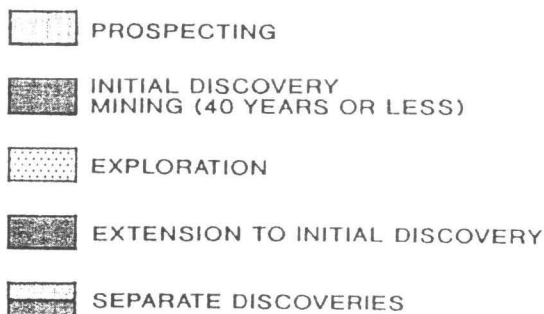 PROSPECTING
INITIAL DISCOVERY
MINING (40 YEARS OR LESS)
EXPLORATION
EXTENSION TO INITIAL DISCOVERY
SEPARATE DISCOVERIES